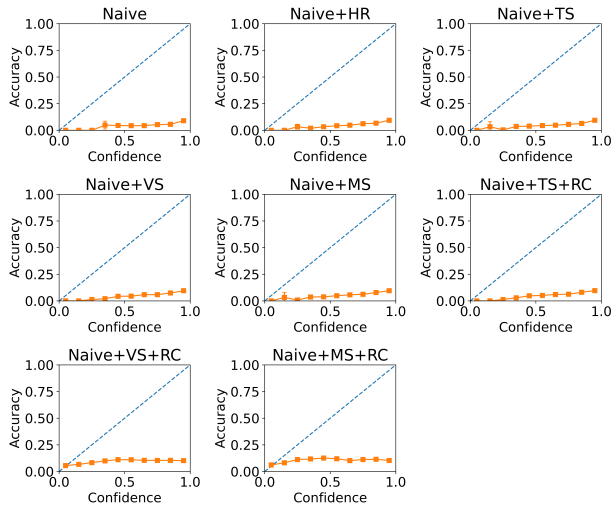 Naive
1.00
0.75
0.50
0.25
0.00
Accuracy
0.0
0.5
1.0
Confidence
Naive+HR
1.00
0.75
0.50
0.25
0.00
Accuracy
0.0
0.5
1.0
Confidence
Naive+TS
1.00
0.75
0.50
0.25
0.00
Accuracy
0.0
0.5
1.0
Confidence
Naive+VS
1.00
0.75
0.50
0.25
0.00
Accuracy
0.0
0.5
1.0
Confidence
Naive+MS
1.00
0.75
0.50
0.25
0.00
Accuracy
0.0
0.5
1.0
Confidence
Naive+TS+RC
1.00
0.75
0.50
0.25
0.00
Accuracy
0.0
0.5
1.0
Confidence
Naive+VS+RC
1.00
0.75
0.50
0.25
0.00
Accuracy
0.0
0.5
1.0
Confidence
Naive+MS+RC
1.00
0.75
0.50
0.25
0.00
Accuracy
0.0
0.5
1.0
Confidence